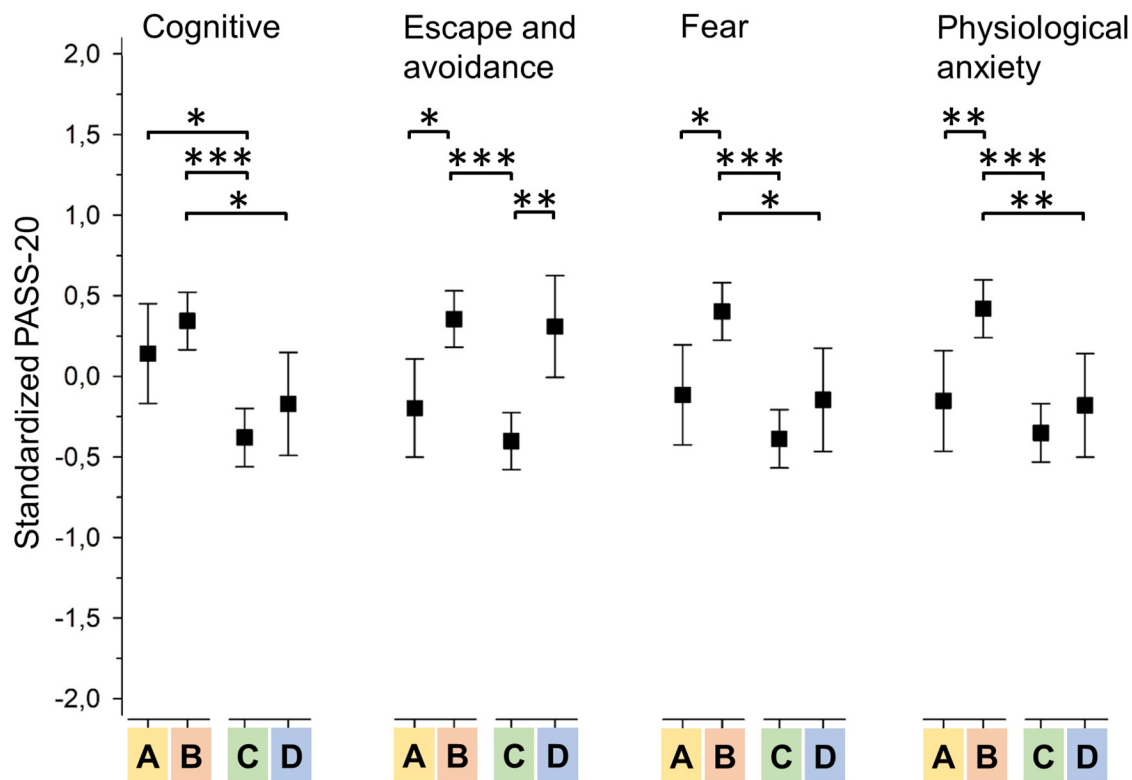 Cognitive
Escape and
avoidance
Fear
Physiological
anxiety
Standardized PASS-20
2,0
1,5
1,0
0,5
0,0
-0,5
-1,0
-1,5
-2,0
* * * **
*** *** *** ***
* ** * **
A B C D A B C D A B C D A B C D